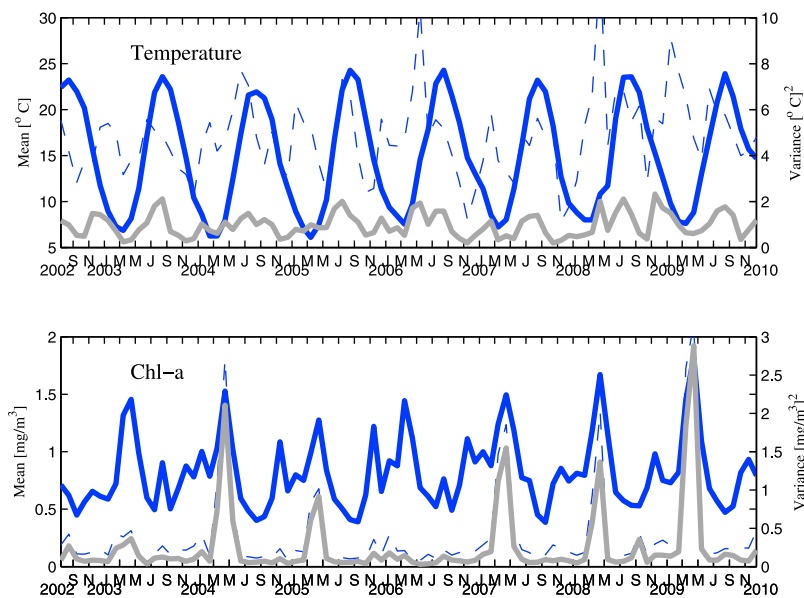 30 10
Temperature
25 8
20 6
15 4
10 2
5 0
Mean [° C]
Variance [° C]²
S N M M J S N M M J S N M M J S N M M J S N M M J S N M M J S N M M J S N M M J S N
2002 2003 2004 2005 2006 2007 2008 2009 2010
2 3
Chl−a
2.5
1.5
2
1 1.5
1
0.5
0.5
0 0
Mean [mg/m³]
Variance [mg/m³]²
S N M M J S N M M J S N M M J S N M M J S N M M J S N M M J S N M M J S N M M J S N
2002 2003 2004 2005 2006 2007 2008 2009 2010